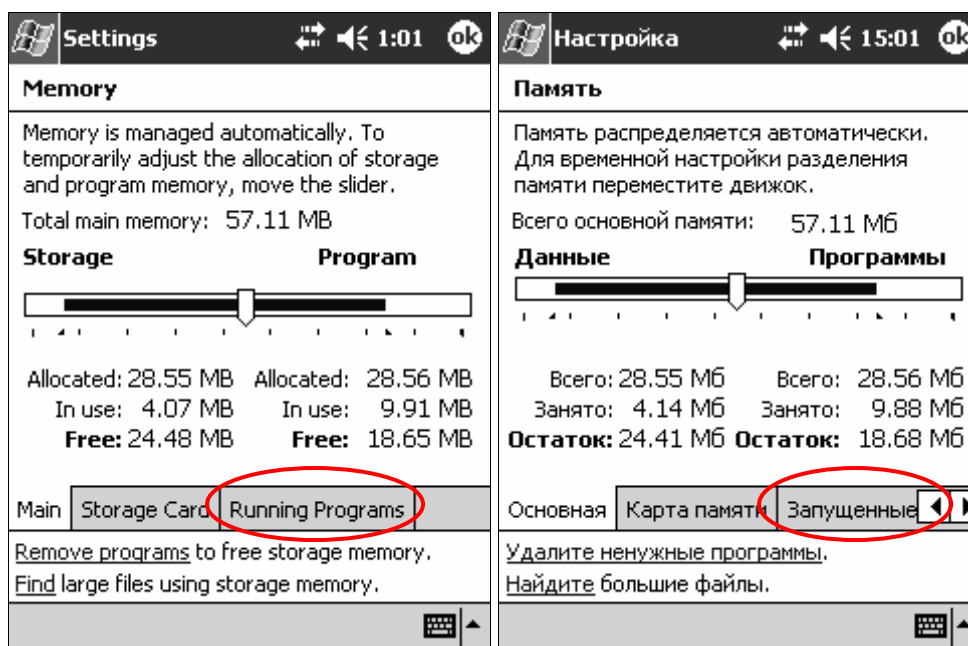 Settings 1:01 ok
Memory
Memory is managed automatically. To
temporarily adjust the allocation of storage
and program memory, move the slider.
Total main memory: 57.11 MB
Storage Program
Allocated: 28.55 MB Allocated: 28.56 MB
In use: 4.07 MB In use: 9.91 MB
Free: 24.48 MB Free: 18.65 MB
Main Storage Card Running Programs
Remove programs to free storage memory.
Find large files using storage memory.
Настройка 15:01 ok
Память
Память распределяется автоматически.
Для временной настройки разделения
памяти переместите движок.
Всего основной памяти: 57.11 Мб
Данные Программы
Всего: 28.55 Мб Всего: 28.56 Мб
Занято: 4.14 Мб Занято: 9.88 Мб
Остаток: 24.41 Мб Остаток: 18.68 Мб
Основная Карта памяти Запущенные
Удалите ненужные программы.
Найдите большие файлы.